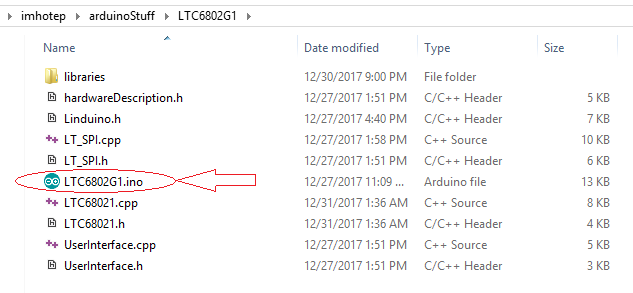 imhotep arduinoStuff LTC6802G1
Name Date modified Type Size
libraries 12/30/2017 9:00 PM File folder
hardwareDescription.h 12/27/2017 1:51 PM C/C++ Header 5 KB
Linduino.h 12/27/2017 4:40 PM C/C++ Header 7 KB
LT_SPI.cpp 12/27/2017 1:58 PM C++ Source 10 KB
LT_SPI.h 12/27/2017 1:51 PM C/C++ Header 6 KB
LTC6802G1.ino 12/27/2017 11:09 ... Arduino file 13 KB
LTC68021.cpp 12/31/2017 1:36 AM C++ Source 8 KB
LTC68021.h 12/31/2017 1:36 AM C/C++ Header 4 KB
UserInterface.cpp 12/27/2017 1:51 PM C++ Source 5 KB
UserInterface.h 12/27/2017 1:51 PM C/C++ Header 3 KB